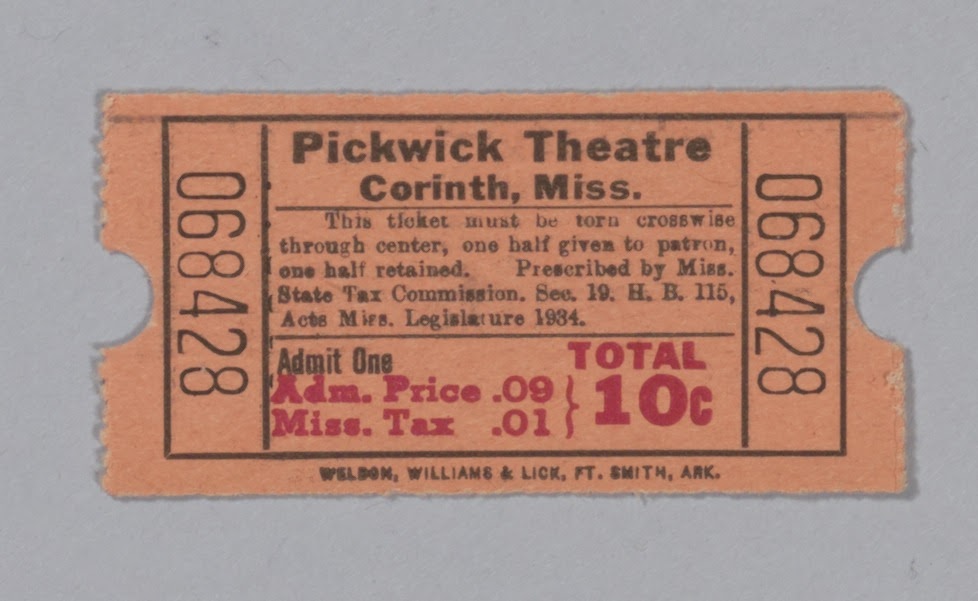 068428
Pickwick Theatre
Corinth, Miss.
This ticket must be torn crosswise
through center, one half given to patron,
one half retained. Prescribed by Miss.
State Tax Commission. Sec. 19. H. B. 115,
Acts Miss. Legislature 1934.
Admit One
Adm. Price .09
Miss. Tax .01
}
TOTAL
10c
068428
WELDON, WILLIAMS & LICK, FT. SMITH, ARK.